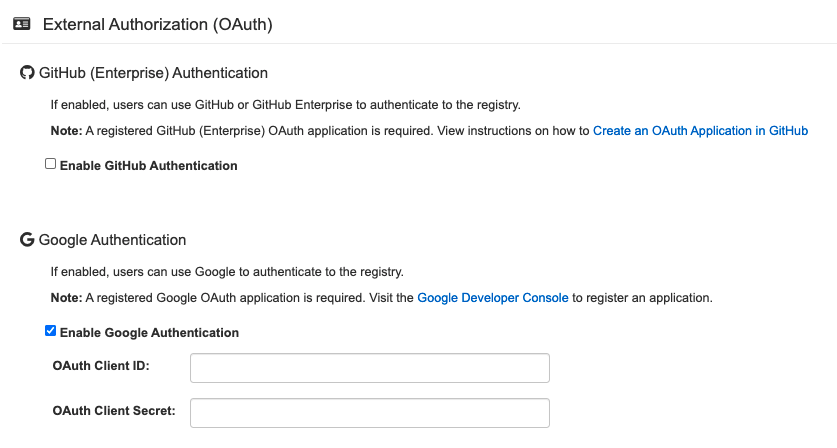 External Authorization (OAuth)
GitHub (Enterprise) Authentication
If enabled, users can use GitHub or GitHub Enterprise to authenticate to the registry.
Note: A registered GitHub (Enterprise) OAuth application is required. View instructions on how to Create an OAuth Application in GitHub
Enable GitHub Authentication
Google Authentication
If enabled, users can use Google to authenticate to the registry.
Note: A registered Google OAuth application is required. Visit the Google Developer Console to register an application.
Enable Google Authentication
OAuth Client ID:
OAuth Client Secret: